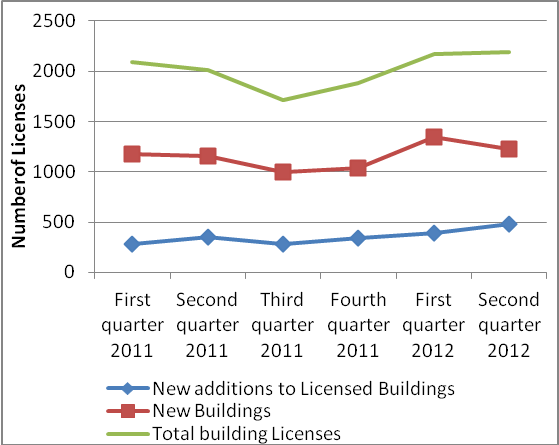 2500
2000
1500
1000
500
0
Numberof Licenses
First Second Third Fourth First Second
quarter quarter quarter quarter quarter quarter
2011 2011 2011 2011 2012 2012
New additions to Licensed Buildings
New Buildings
Total building Licenses